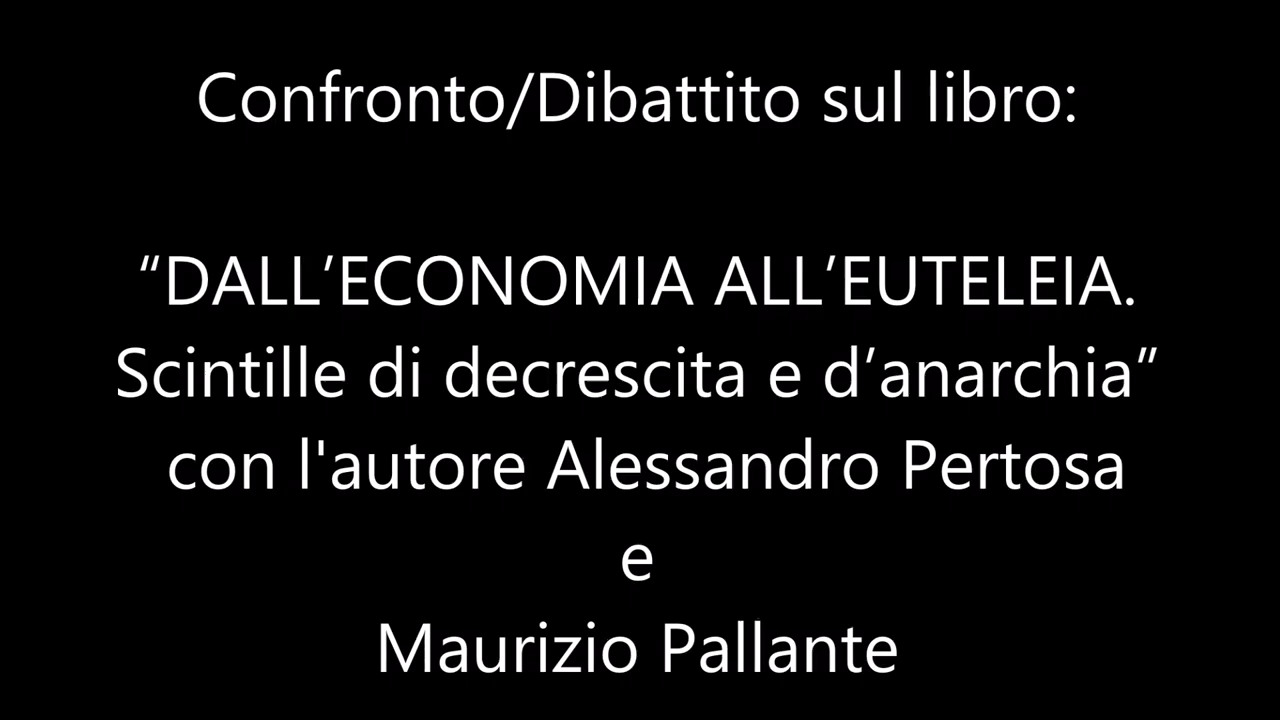 Confronto/Dibattito sul libro:
“DALL’ECONOMIA ALL’EUTELEIA.
Scintille di decrescita e d’anarchia”
con l'autore Alessandro Pertosa
e
Maurizio Pallante